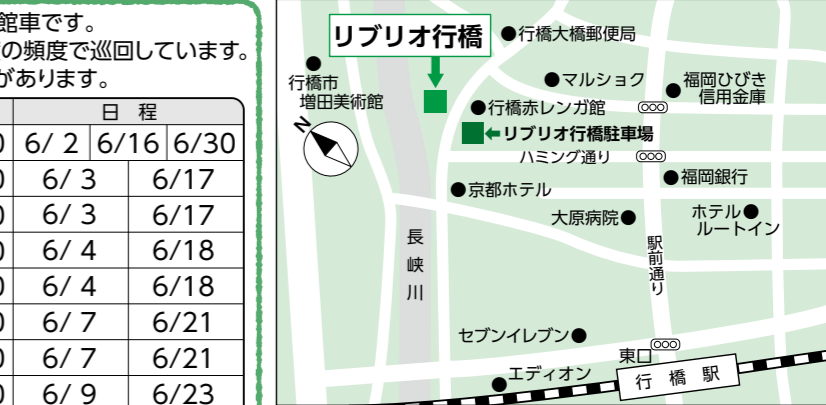 館車です。
の頻度で巡回しています。
があります。
日 程
0 6/ 2 6/16 6/30
0 6/ 3 6/17
0 6/ 3 6/17
0 6/ 4 6/18
0 6/ 4 6/18
0 6/ 7 6/21
0 6/ 7 6/21
0 6/ 9 6/23
リブリオ行橋
●行橋大橋郵便局
行橋市
増田美術館
●マルショク
福岡ひびき
信用金庫
●行橋赤レンガ館
←リブリオ行橋駐車場
N
ハミング通り
●京都ホテル
●福岡銀行
大原病院●
ホテル●
ルートイン
長峡川
駅前通り
セブンイレブン●
東口
エディオン
行橋駅